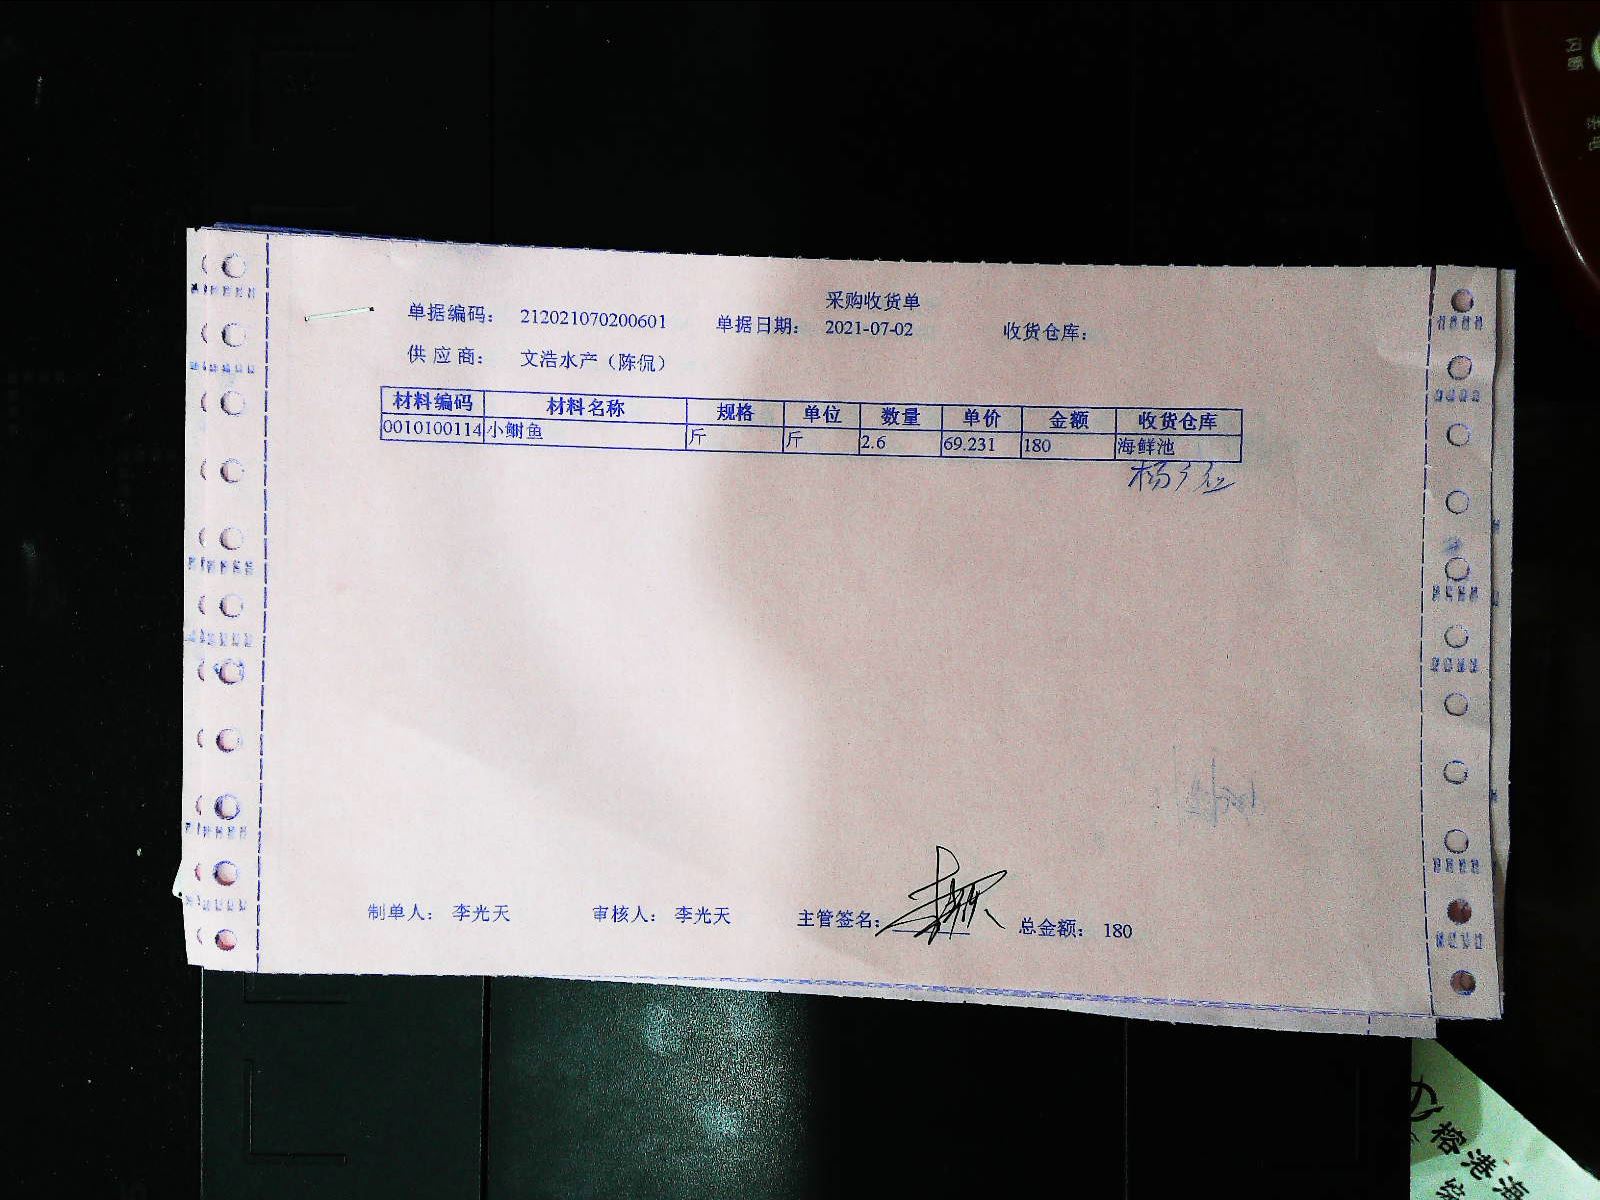 采购收货单
单据编码： 212021070200601 单据日期： 2021-07-02 收货仓库：
供 应 商： 文浩水产（陈侃）
材料编码 材料名称 规格 单位 数量 单价 金额 收货仓库
0010100114 小鲥鱼 斤 斤 2.6 69.231 180 海鲜池
杨
制单人： 李光天 审核人： 李光天 主管签名： 总金额： 180
榕港海